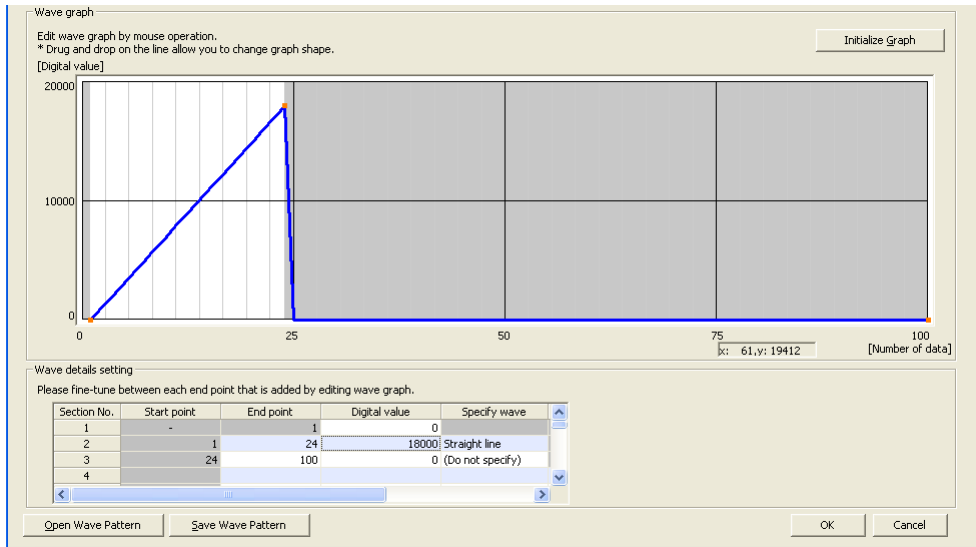 Wave graph
Edit wave graph by mouse operation.
* Drug and drop on the line allow you to change graph shape.
Initialize Graph
[Digital value]
20000
10000
0
0 25 50 75 100
x: 61,y: 19412
[Number of data]
Wave details setting
Please fine-tune between each end point that is added by editing wave graph.
Section No. Start point End point Digital value Specify wave
1 - 1 0
2 1 24 18000 Straight line
3 24 100 0 (Do not specify)
4
Open Wave Pattern Save Wave Pattern OK Cancel